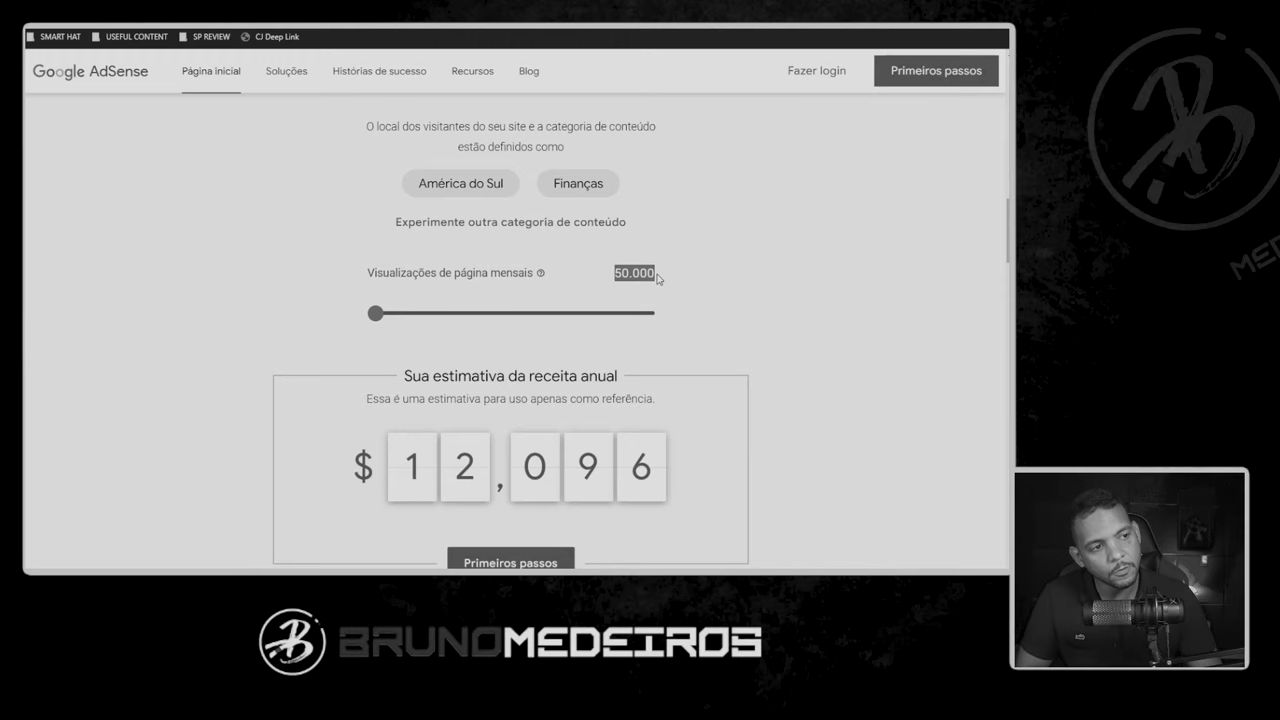 SMART HAT USEFUL CONTENT SP REVIEW CJ Deep Link
Google AdSense Página inicial Soluções Histórias de sucesso Recursos Blog Fazer login Primeiros passos
O local dos visitantes do seu site e a categoria de conteúdo
estão definidos como
América do Sul Finanças
Experimente outra categoria de conteúdo
Visualizações de página mensais 50.000
Sua estimativa da receita anual
Essa é uma estimativa para uso apenas como referência.
$ 12,096
Primeiros passos
BRUNOMEDEIROS